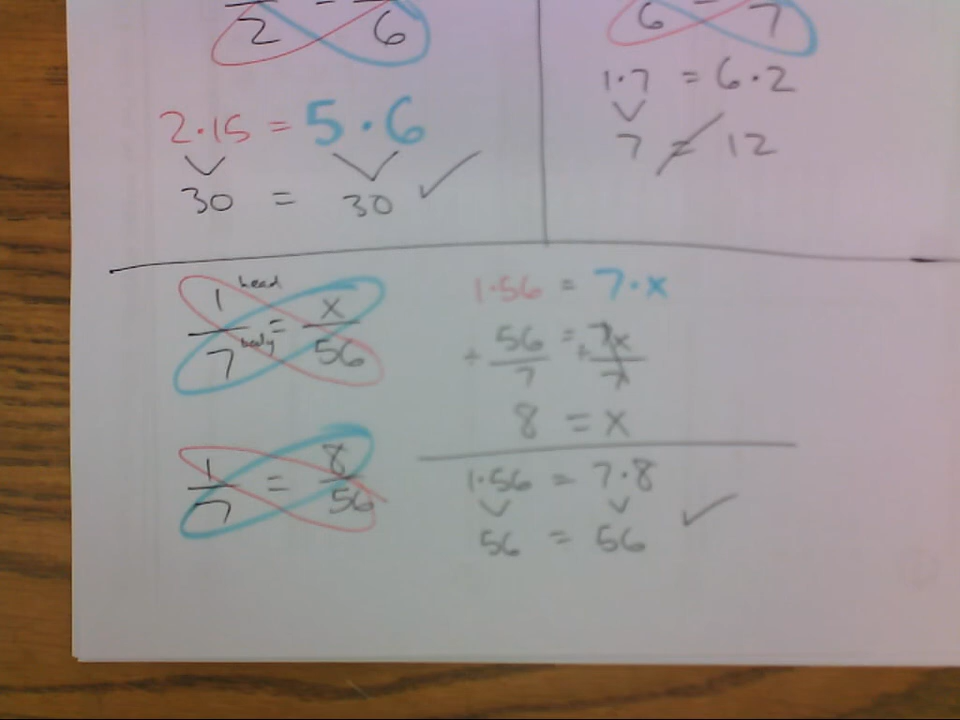 2 = 6
2·15 = 5·6
30 = 30 ✓
6 = 7
1·7 = 6·2
7 ≠ 12
head
1/7 = x/56
body
1·56 = 7·x
÷ 56/7 = ÷ 7x/7
8 = x
1/7 = 8/56
1·56 = 7·8
56 = 56 ✓